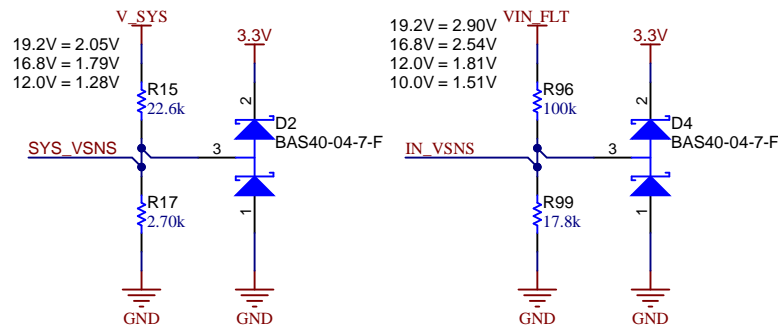 V_SYS
19.2V = 2.05V
16.8V = 1.79V
12.0V = 1.28V
3.3V
R15
22.6k
2
D2
BAS40-04-7-F
SYS_VSNS
3
R17
2.70k
1
GND
GND
VIN_FLT
19.2V = 2.90V
16.8V = 2.54V
12.0V = 1.81V
10.0V = 1.51V
3.3V
R96
100k
2
D4
BAS40-04-7-F
IN_VSNS
3
R99
17.8k
1
GND
GND